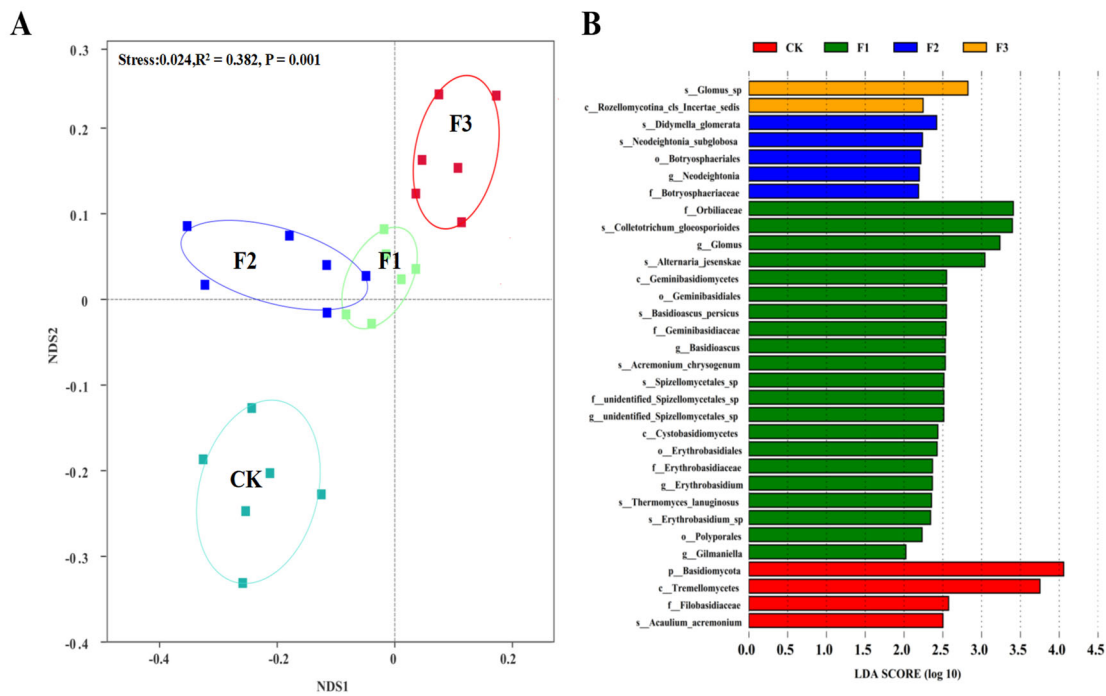 A
Stress:0.024,R² = 0.382, P = 0.001
0.3
0.2
0.1
0
-0.1
-0.2
-0.3
-0.4
NDS2
F3
F2
F1
CK
-0.4
-0.2
0
0.2
NDS1
B
CK F1 F2 F3
s__Glomus_sp
c__Rozellomycotina_cls_Incertae_sedis
s__Didymella_glomerata
s__Neodeightonia_subglobosa
o__Botryosphaeriales
g__Neodeightonia
f__Botryosphaeriaceae
f__Orbiliaceae
s__Colletotrichum_gloeosporioides
g__Glomus
s__Alternaria_jesenskae
c__Geminibasidiomycetes
o__Geminibasidiales
s__Basidioascus_persicus
f__Geminibasidiaceae
g__Basidioascus
s__Acremonium_chrysogenum
s__Spizellomycetales_sp
f__unidentified_Spizellomycetales_sp
g__unidentified_Spizellomycetales_sp
c__Cystobasidiomycetes
o__Erythrobasidiales
f__Erythrobasidiaceae
g__Erythrobasidium
s__Thermomyces_lanuginosus
s__Erythrobasidium_sp
o__Polyporales
g__Gilmaniella
p__Basidiomycota
c__Tremellomycetes
f__Filobasidiaceae
s__Acaulium_acremonium
0.0 0.5 1.0 1.5 2.0 2.5 3.0 3.5 4.0 4.5
LDA SCORE (log 10)